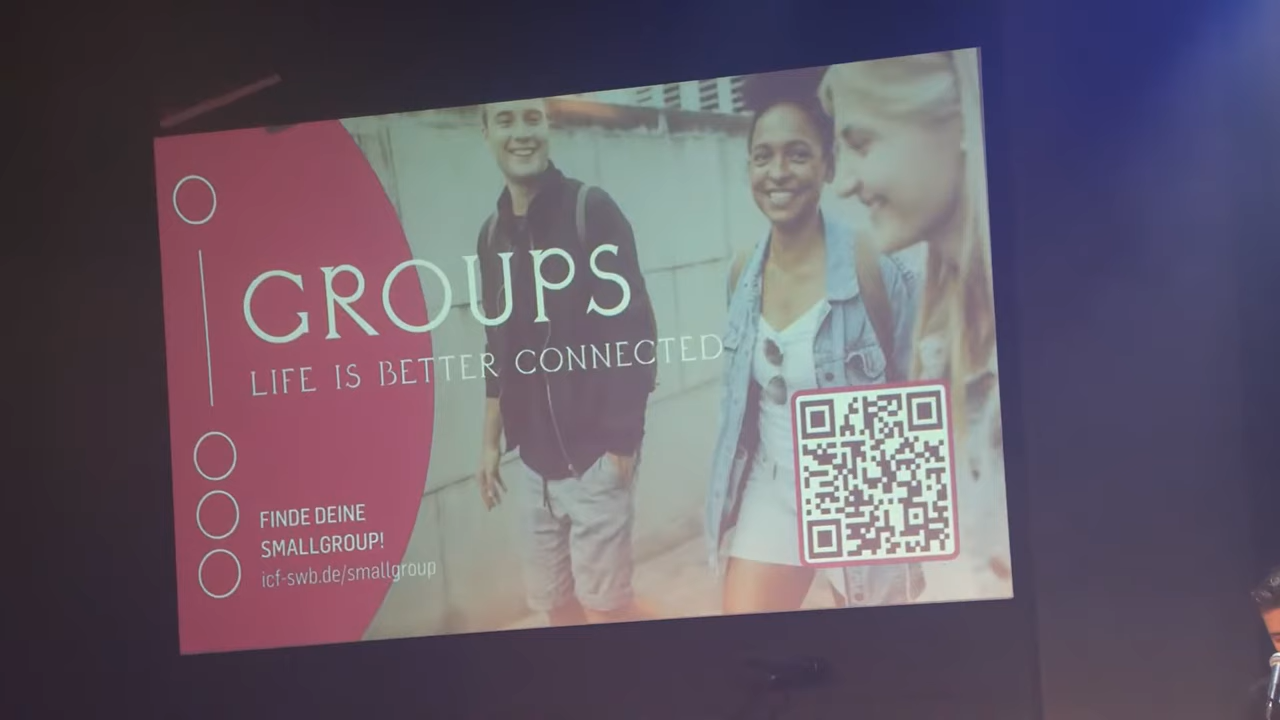 GROUPS
LIFE IS BETTER CONNECTED
FINDE DEINE
SMALLGROUP!
icf-swb.de/smallgroup